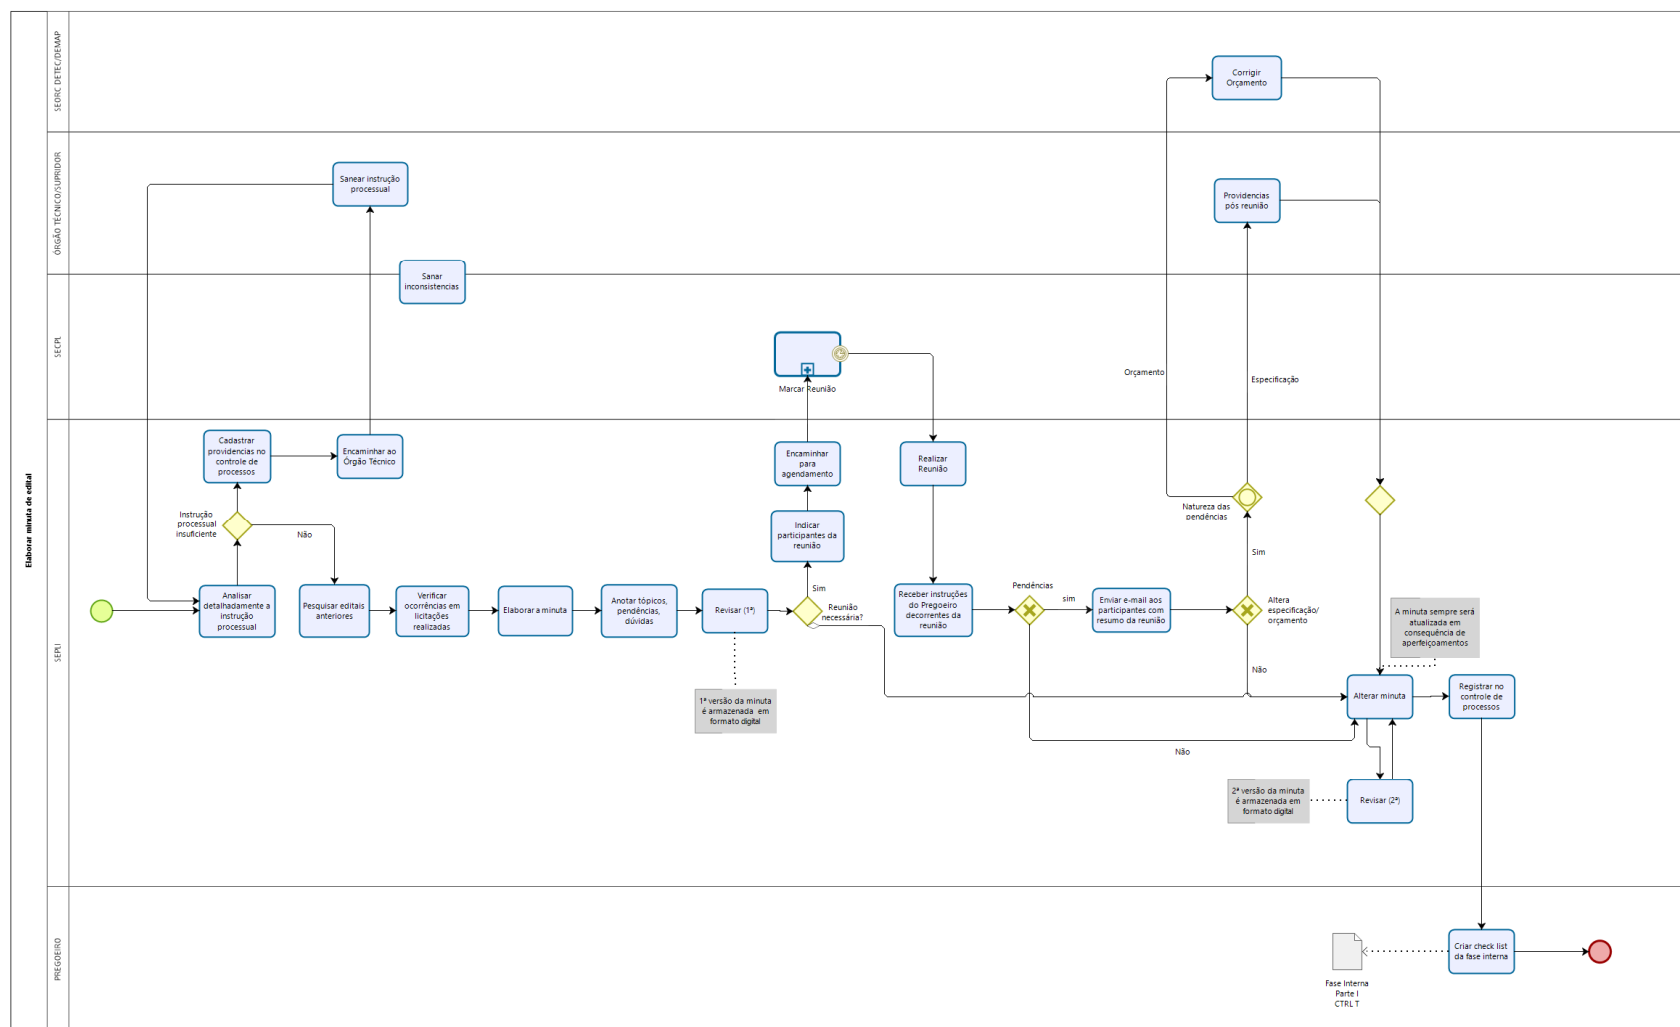 Elaborar minuta de edital
SEORC DETEC/DEMAP
Corrigir
Orçamento
ÓRGÃO TÉCNICO/SUPRIDOR
Sanear instrução
processual
Providencias
pós reunião
Sanar
inconsistencias
SECPL
Marcar Reunião
Orçamento
Especificação
SEPLI
Cadastrar
providencias no
controle de
processos
Encaminhar ao
Órgão Técnico
Instrução
processual
insuficiente
Não
Analisar
detalhadamente a
instrução
processual
Pesquisar editais
anteriores
Verificar
ocorrências em
licitações
realizadas
Elaborar a minuta
Anotar tópicos,
pendências,
dúvidas
Revisar (1ª)
1ª versão da minuta
é armazenada em
formato digital
Encaminhar
para
agendamento
Indicar
participantes da
reunião
Sim
Reunião
necessária?
Realizar
Reunião
Receber instruções
do Pregoeiro
decorrentes da
reunião
Pendências
sim
Enviar e-mail aos
participantes com
resumo da reunião
Natureza das
pendências
Sim
Altera
especificação/
orçamento
Não
Não
A minuta sempre será
atualizada em
consequência de
aperfeiçoamentos
Alterar minuta
Registrar no
controle de
processos
2ª versão da minuta
é armazenada em
formato digital
Revisar (2ª)
PREGOEIRO
Criar check list
da fase interna
Fase Interna
Parte I
CTRL T